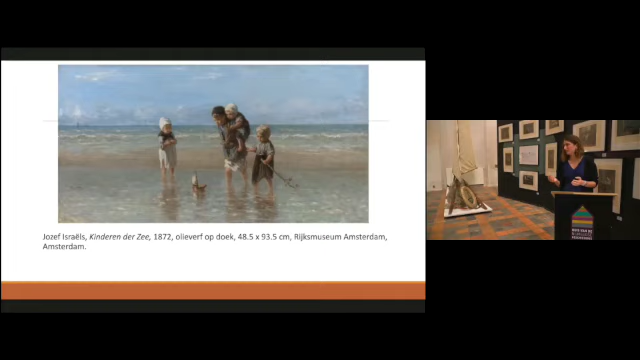 Jozef Israëls, Kinderen der Zee, 1872, olieverf op doek, 48.5 x 93.5 cm, Rijksmuseum Amsterdam,
Amsterdam.